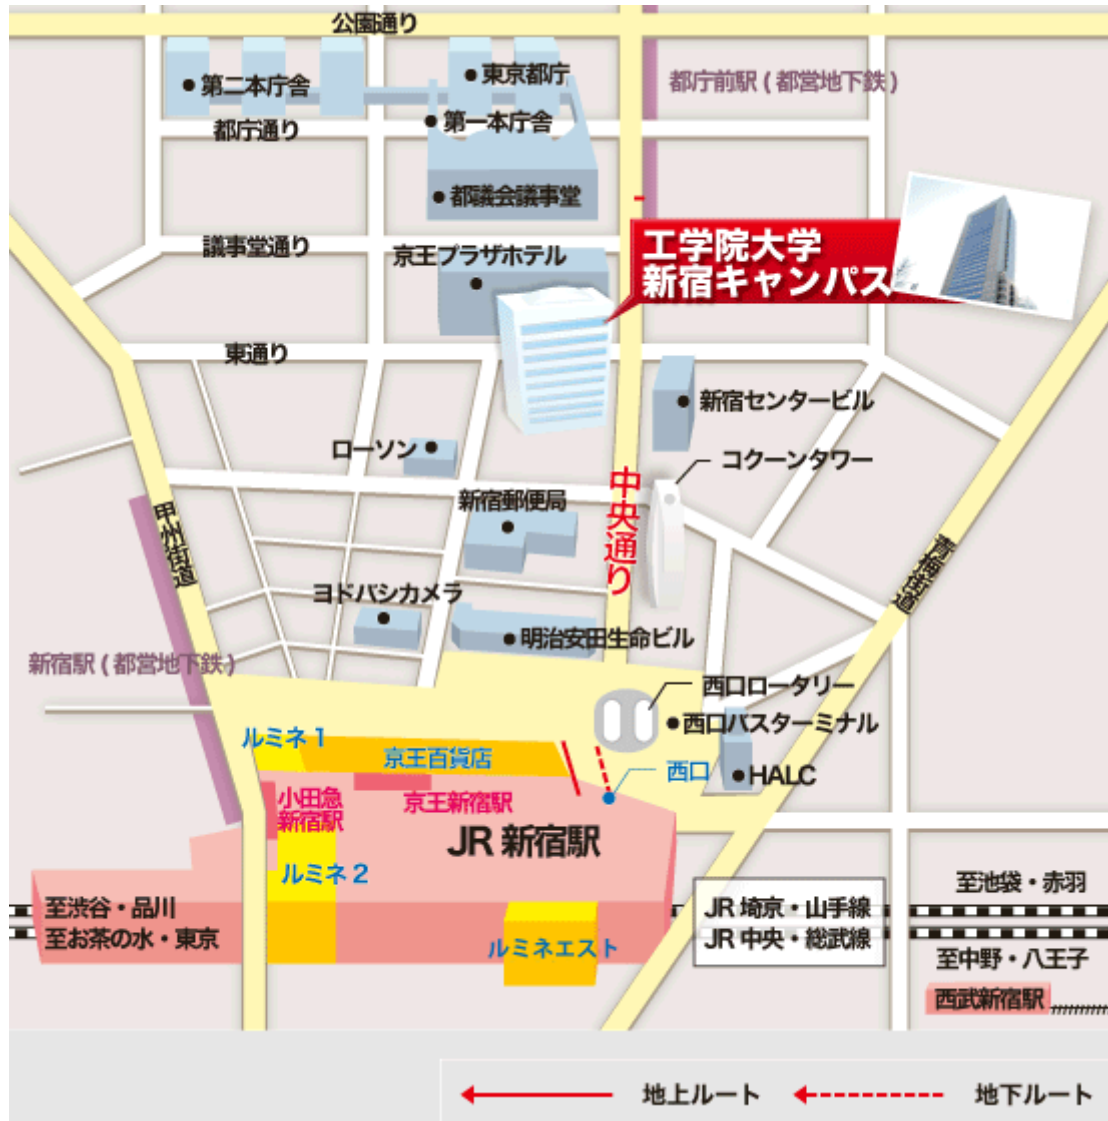 公園通り
第二本庁舎
東京都庁
都庁前駅(都営地下鉄)
第一本庁舎
都庁通り
都議会議事堂
工学院大学
新宿キャンパス
議事堂通り
京王プラザホテル
東通り
新宿センタービル
ローソン
コクーンタワー
中央通り
新宿郵便局
甲州街道
青梅街道
ヨドバシカメラ
明治安田生命ビル
新宿駅(都営地下鉄)
西口ロータリー
西口バスターミナル
ルミネ1
京王百貨店
西口
HALC
小田急
新宿駅
京王新宿駅
JR 新宿駅
ルミネ2
至渋谷・品川
至お茶の水・東京
JR 埼京・山手線
JR 中央・総武線
至池袋・赤羽
ルミネエスト
至中野・八王子
西武新宿駅
地上ルート
地下ルート